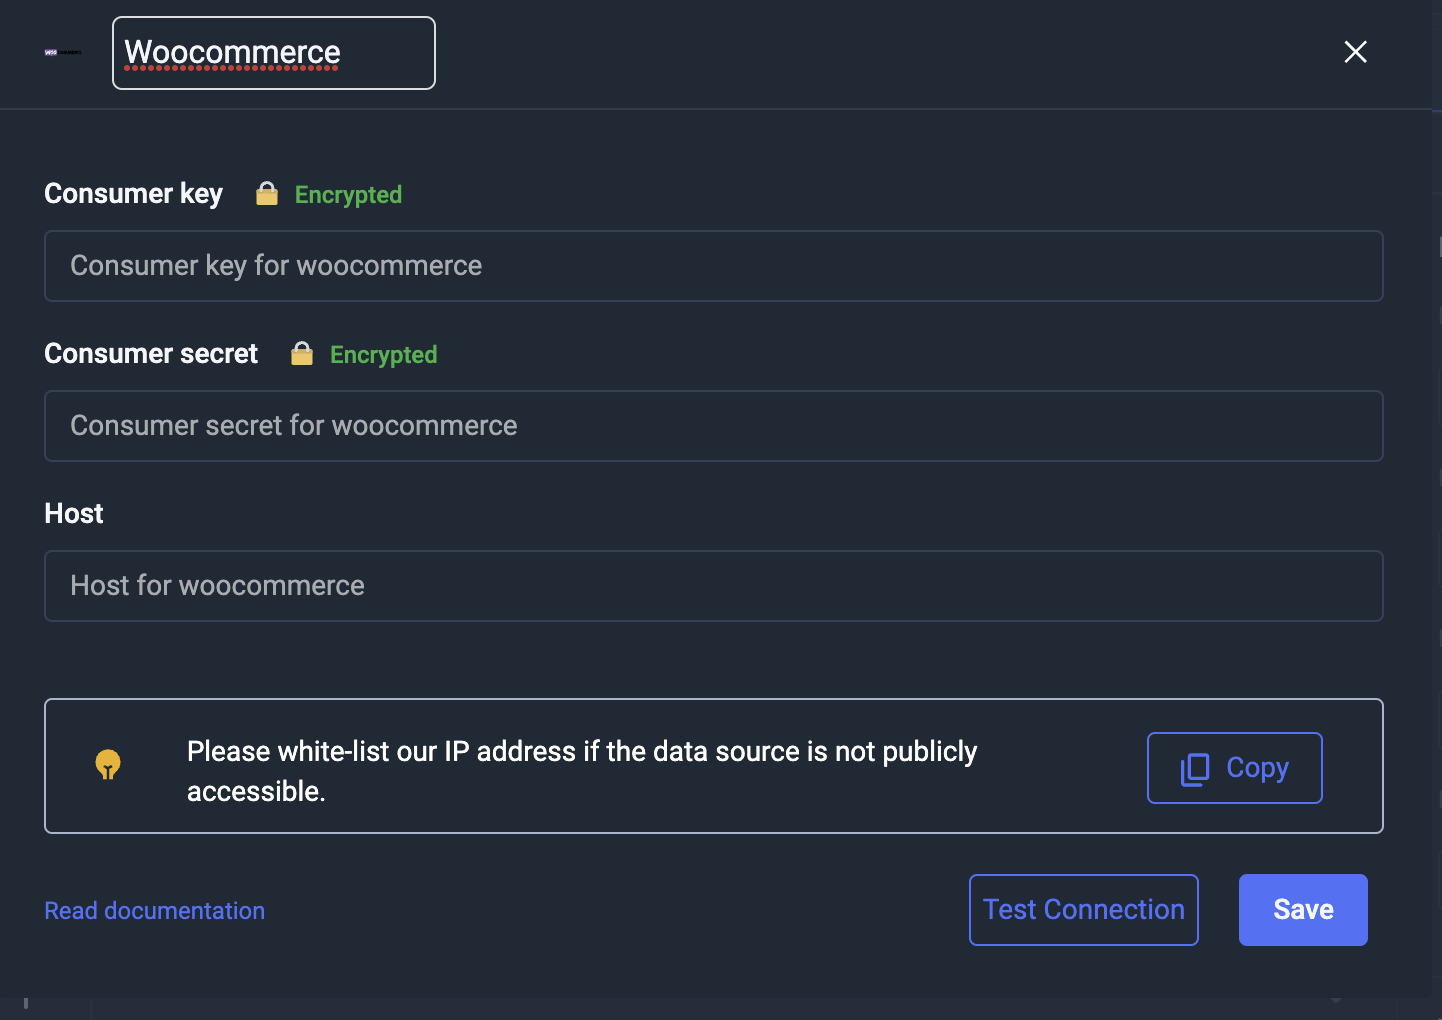 Woocommerce
Consumer key Encrypted
Consumer key for woocommerce
Consumer secret Encrypted
Consumer secret for woocommerce
Host
Host for woocommerce
Please white-list our IP address if the data source is not publicly
accessible.
Copy
Read documentation
Test Connection
Save